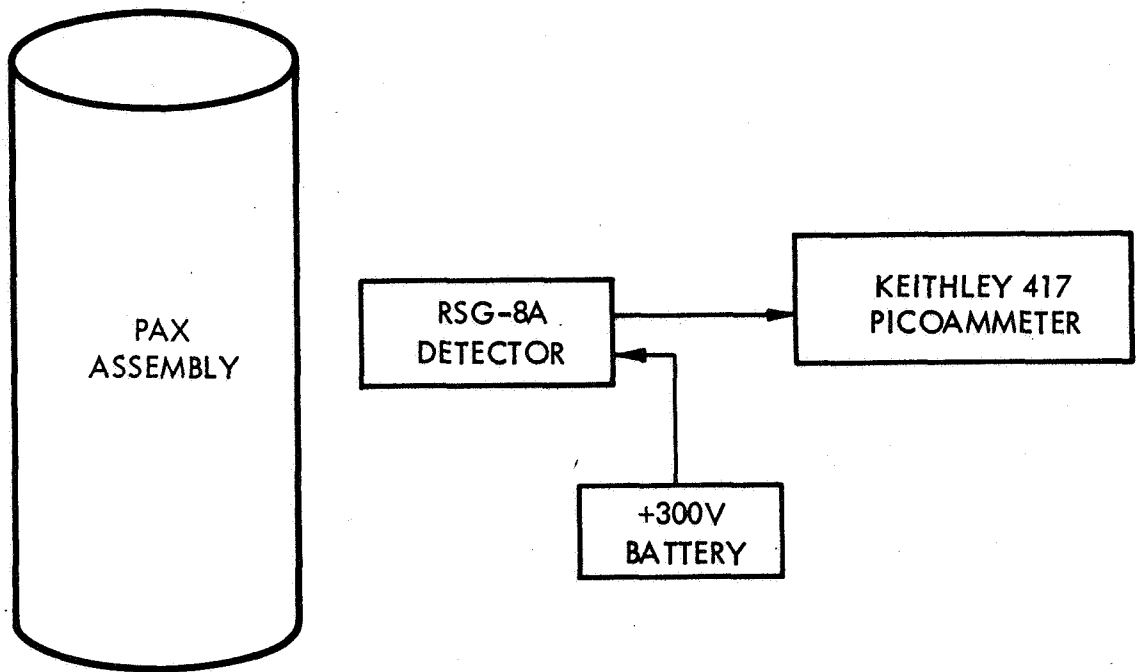 PAX
ASSEMBLY
RSG-8A
DETECTOR
KEITHLEY 417
PICOAMMETER
+300V
BATTERY